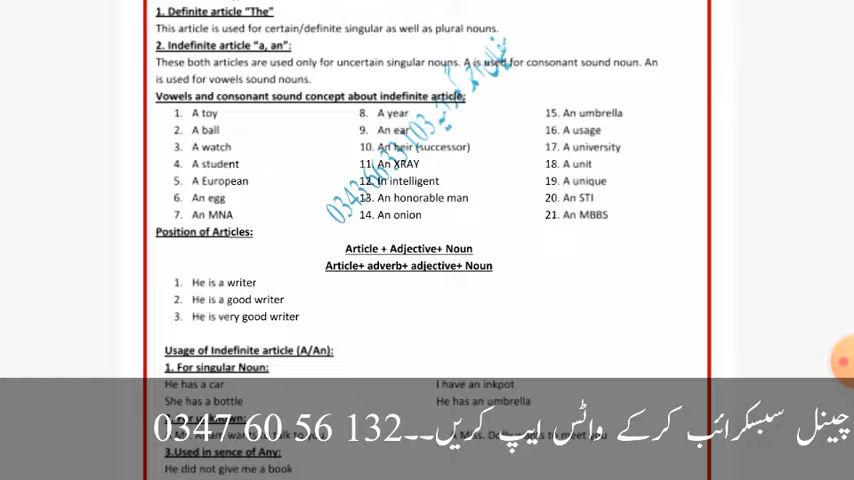 1. Definite article "The"
This article is used for certain/definite singular as well as plural nouns.
2. Indefinite article "a, an":
These both articles are used only for uncertain singular nouns. A is used for consonant sound noun. An
is used for vowels sound nouns.
Vowels and consonant sound concept about indefinite article:
1. A toy
2. A ball
3. A watch
4. A student
5. A European
6. An egg
7. An MNA
8. A year
9. An ear
10. An heir (successor)
11. An XRAY
12. In intelligent
13. An honorable man
14. An onion
15. An umbrella
16. A usage
17. A university
18. A unit
19. A unique
20. An STI
21. An MBBS
0343 66 33 103
Position of Articles:
Article + Adjective+ Noun
Article+ adverb+ adjective+ Noun
1. He is a writer
2. He is a good writer
3. He is very good writer
Usage of Indefinite article (A/An):
1. For singular Noun:
He has a car
I have an inkpot
She has a bottle
He has an umbrella
چینل سبسکرائب کرکے واٹس ایپ کریں۔۔132 56 60 0347
3.Used in sence of Any:
He did not give me a book